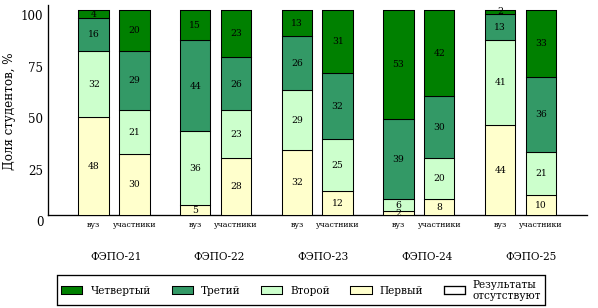 Доля студентов, %
100
75
50
25
0
4 20 15 23 13 31 53 42 2 33
16 29 44 26 26 32 39 30 13 36
32 21 36 23 29 25 6 20 41 21
48 30 5 28 32 12 2 8 44 10
вуз участники вуз участники вуз участники вуз участники вуз участники
ФЭПО-21 ФЭПО-22 ФЭПО-23 ФЭПО-24 ФЭПО-25
Четвертый Третий Второй Первый Результаты
отсутствуют